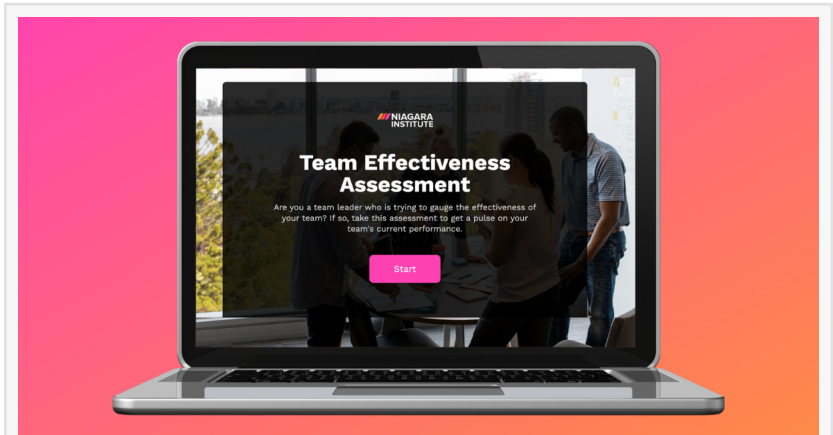 NIAGARA
INSTITUTE
Team Effectiveness
Assessment
Are you a team leader who is trying to gauge the effectiveness of
your team? If so, take this assessment to get a pulse on your
team's current performance.
Start